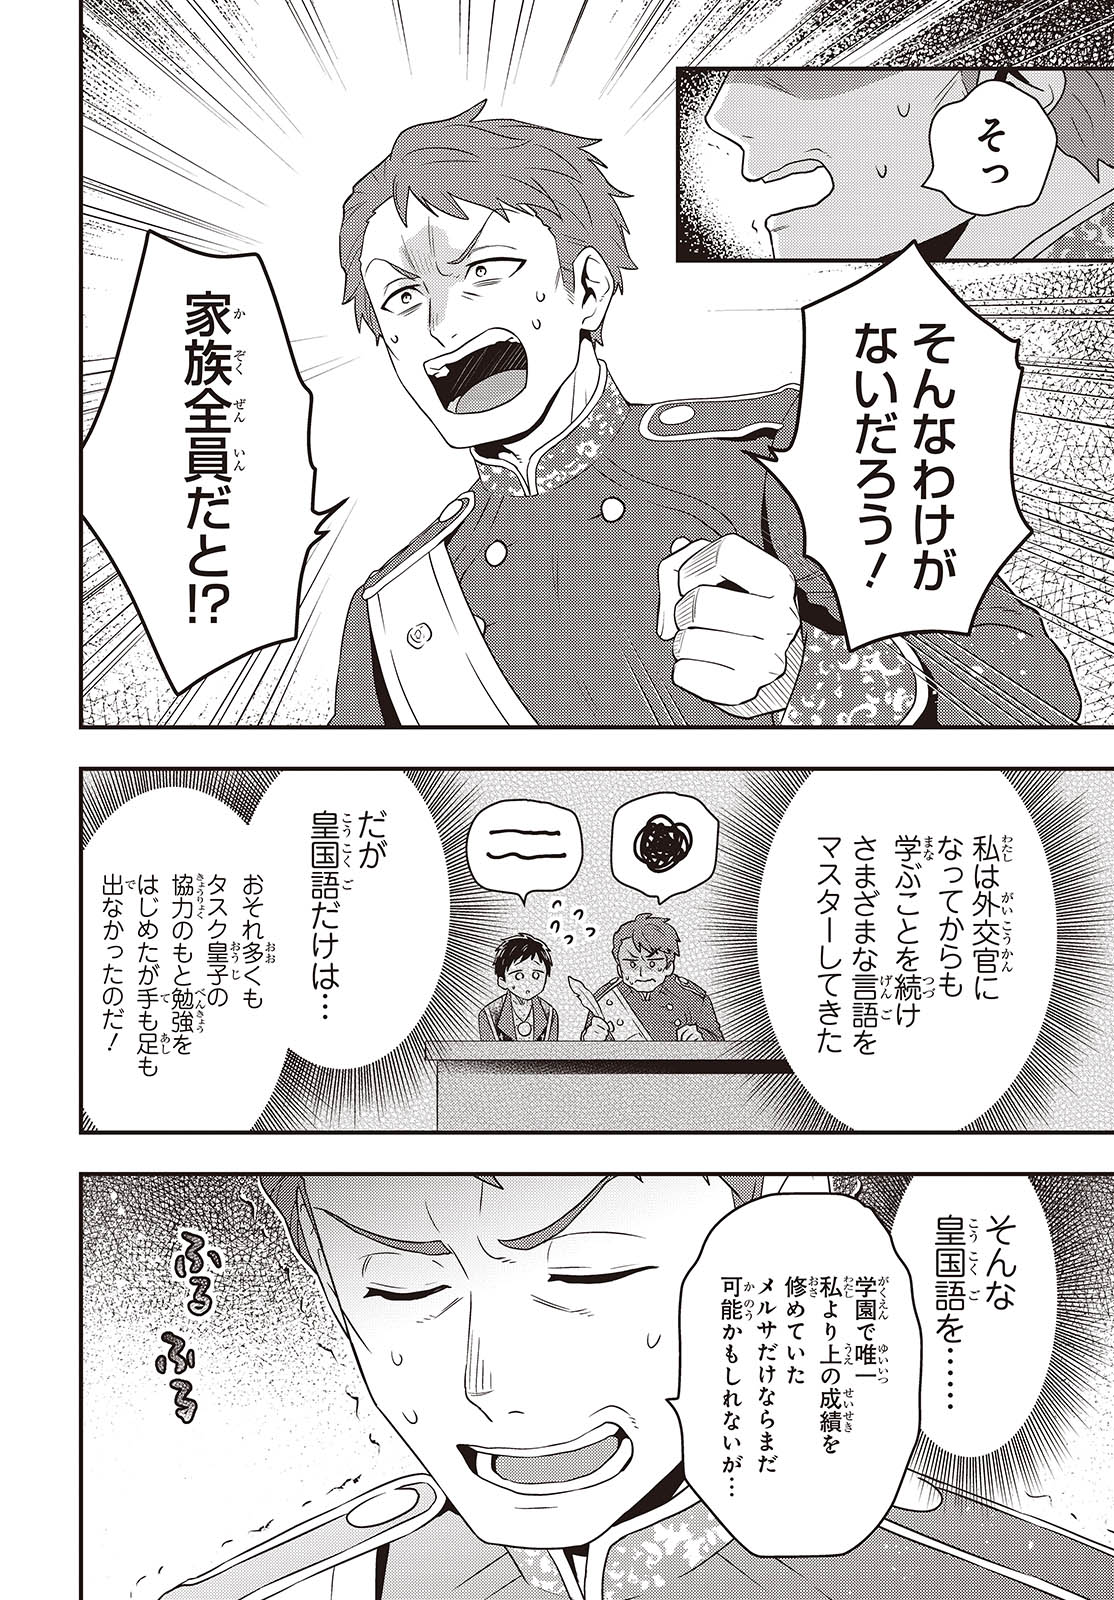 そっ
そんなわけが
ないだろう！
家族全員だと!?
私は外交官に
なってからも
学ぶことを続け
さまざまな言語を
マスターしてきた
だが
皇国語だけは…
おそれ多くも
タスク皇子の
協力のもと勉強を
はじめたが手も足も
出なかったのだ！
そんな
皇国語を……
学園で唯一
私より上の成績を
修めていた
メルサだけならまだ
可能かもしれないが…
ふるふる